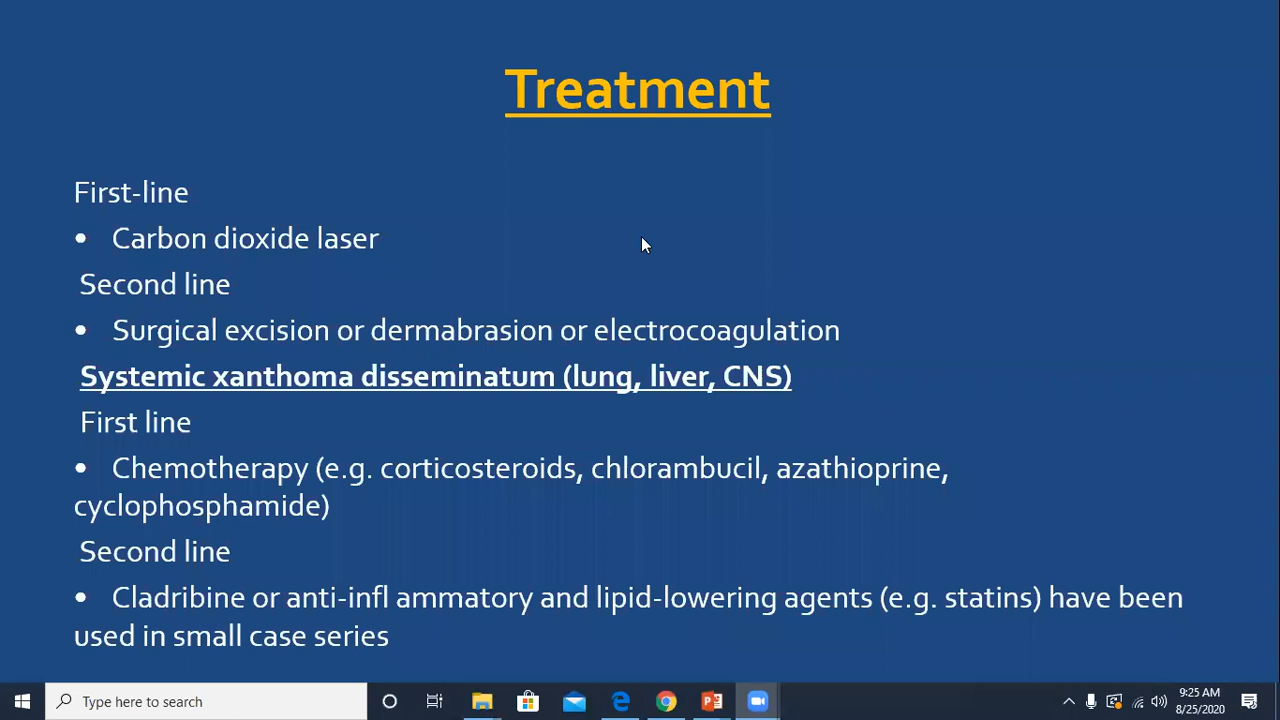 Treatment
First-line
• Carbon dioxide laser
Second line
• Surgical excision or dermabrasion or electrocoagulation
Systemic xanthoma disseminatum (lung, liver, CNS)
First line
• Chemotherapy (e.g. corticosteroids, chlorambucil, azathioprine,
cyclophosphamide)
Second line
• Cladribine or anti-infl ammatory and lipid-lowering agents (e.g. statins) have been
used in small case series
Type here to search
9:25 AM
8/25/2020